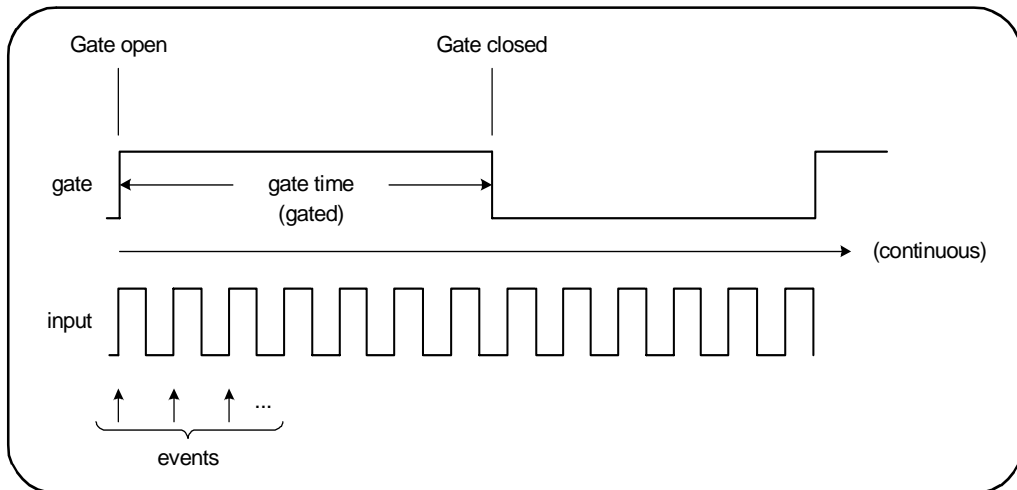 Gate open
Gate closed
gate
gate time
(gated)
(continuous)
input
...
events